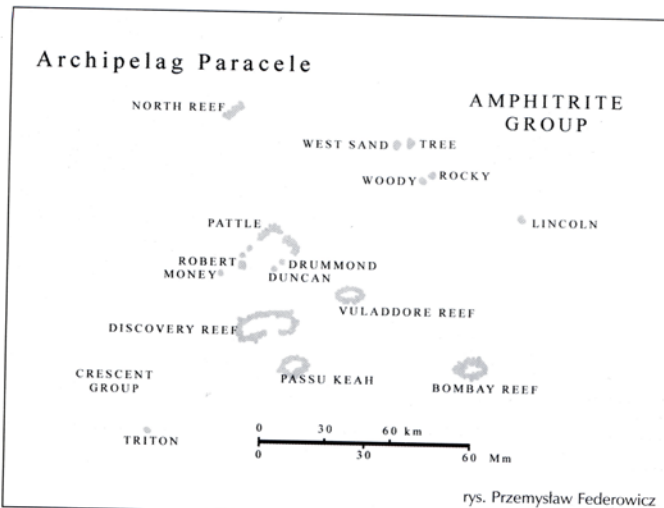 Archipelag Paracele
NORTH REEF
AMPHITRITE
GROUP
WEST SAND
TREE
WOODY
ROCKY
LINCOLN
PATTLE
ROBERT
DRUMMOND
MONEY
DUNCAN
VULADDORE REEF
DISCOVERY REEF
CRESCENT
GROUP
PASSU KEAH
BOMBAY REEF
TRITON
0 30 60 km
0 30 60 Mm
rys. Przemysław Federowicz